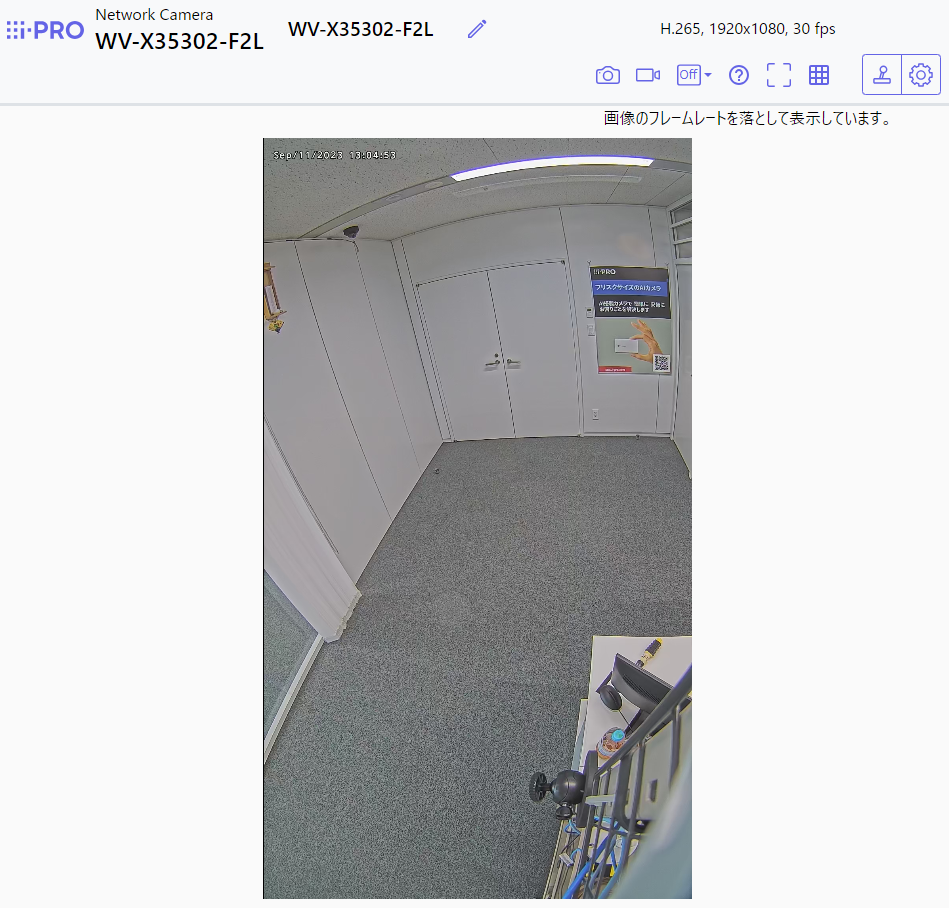 i-PRO
Network Camera
WV-X35302-F2L
WV-X35302-F2L
H.265, 1920x1080, 30 fps
Off
画像のフレームレートを落として表示しています。
Sep/11/2023 13:04:53
i-PRO
フリスクサイズのAIカメラ